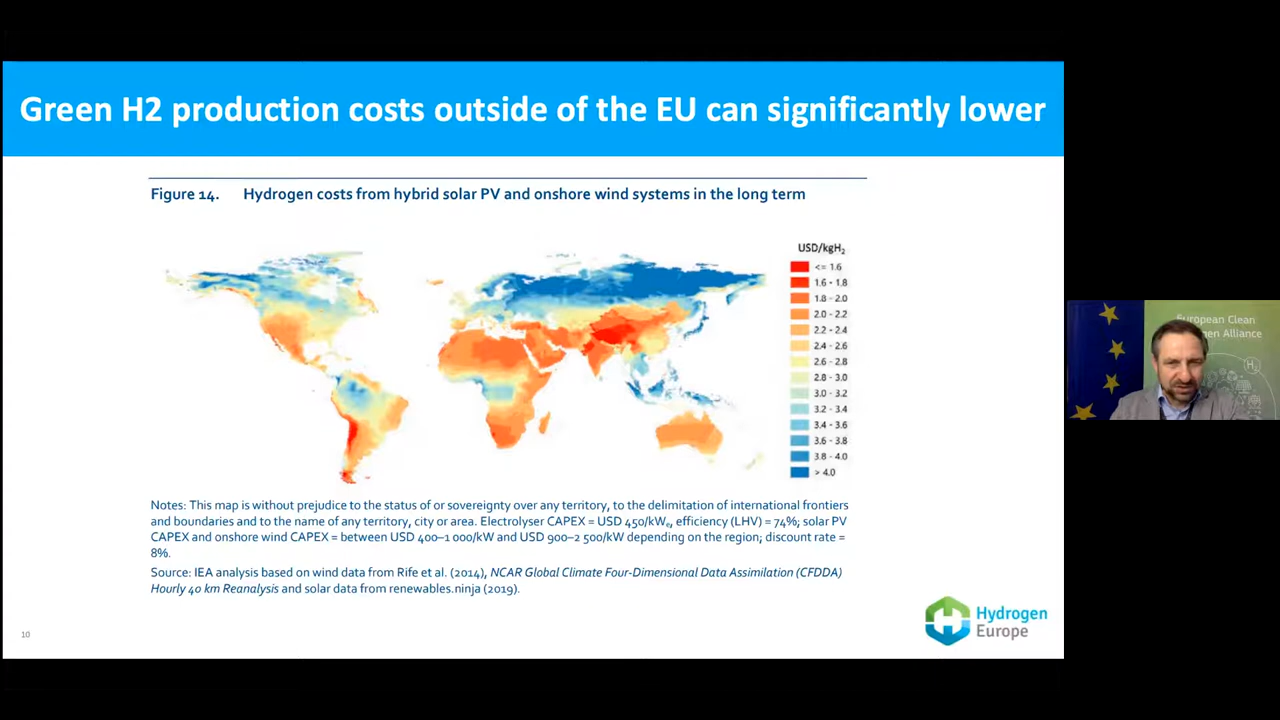 Green H2 production costs outside of the EU can significantly lower
Figure 14. Hydrogen costs from hybrid solar PV and onshore wind systems in the long term
USD/kgH₂
<= 1.6
1.6 - 1.8
1.8 - 2.0
2.0 - 2.2
2.2 - 2.4
2.4 - 2.6
2.6 - 2.8
2.8 - 3.0
3.0 - 3.2
3.2 - 3.4
3.4 - 3.6
3.6 - 3.8
3.8 - 4.0
> 4.0
Notes: This map is without prejudice to the status of or sovereignty over any territory, to the delimitation of international frontiers
and boundaries and to the name of any territory, city or area. Electrolyser CAPEX = USD 450/kWₑ, efficiency (LHV) = 74%; solar PV
CAPEX and onshore wind CAPEX = between USD 400–1 000/kW and USD 900–2 500/kW depending on the region; discount rate =
8%.
Source: IEA analysis based on wind data from Rife et al. (2014), NCAR Global Climate Four-Dimensional Data Assimilation (CFDDA)
Hourly 40 km Reanalysis and solar data from renewables.ninja (2019).
10
Hydrogen
Europe
European Clean
gen Alliance
H₂